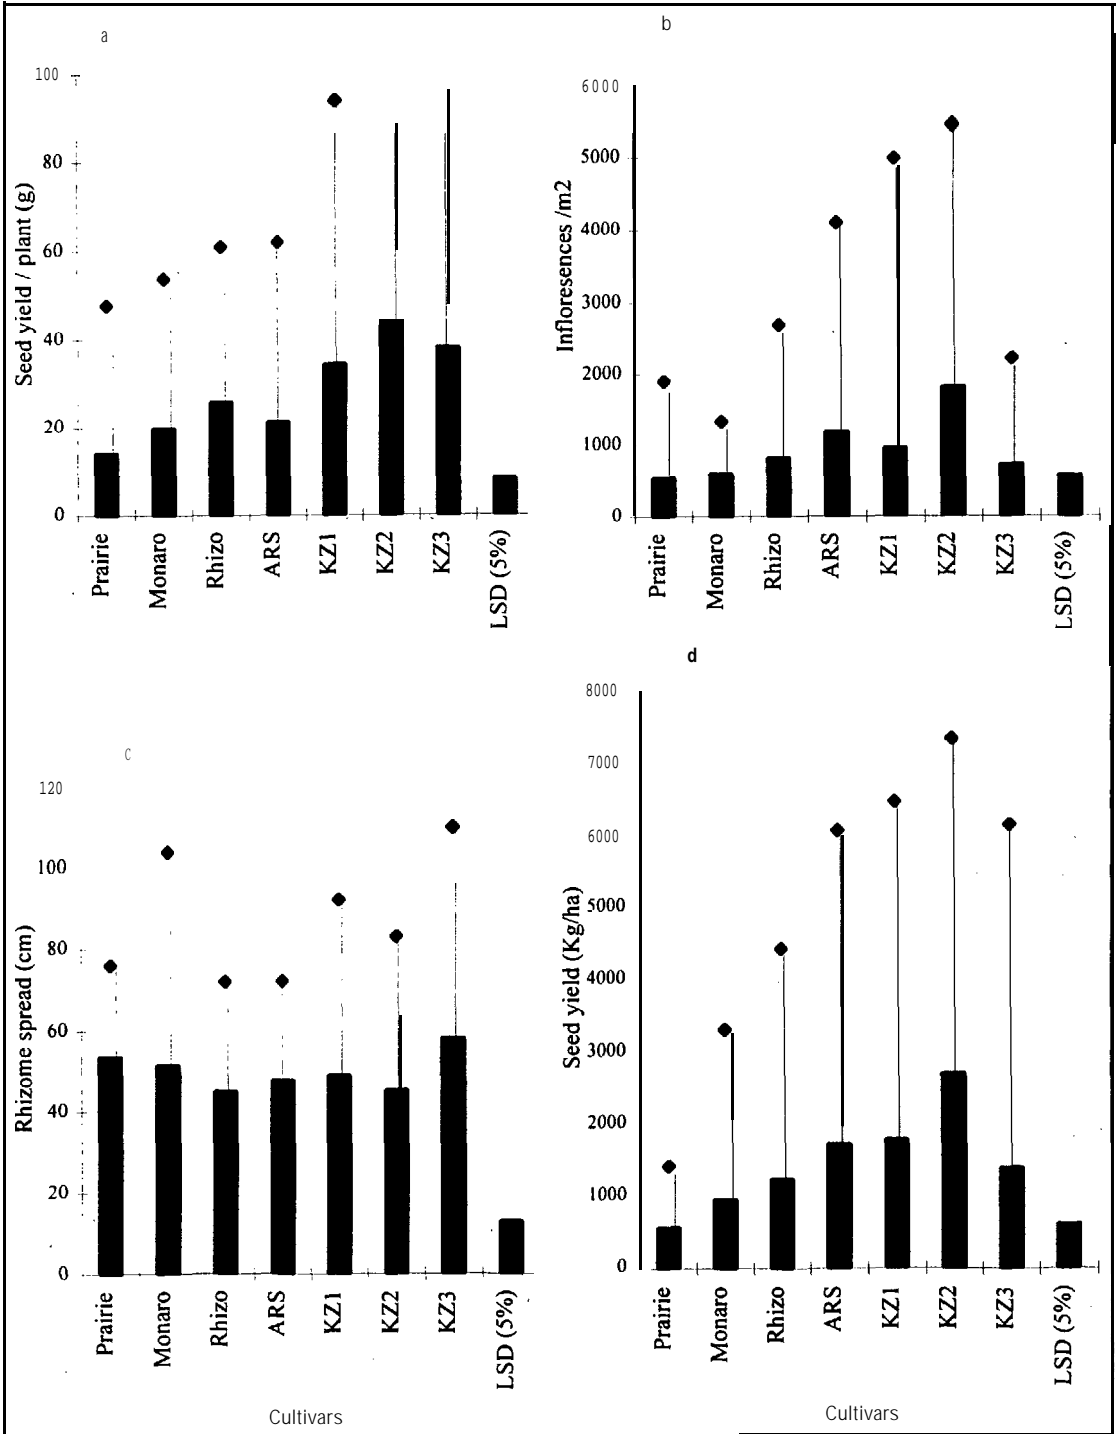 a
100
80
60
40
20
0
Seed yield / plant (g)
Prairie
Monaro
Rhizo
ARS
KZ1
KZ2
KZ3
LSD (5%)
b
6000
5000
4000
3000
2000
1000
0
Infloresences /m2
Prairie
Monaro
Rhizo
ARS
KZ1
KZ2
KZ3
LSD (5%)
c
120
100
80
60
40
20
0
Rhizome spread (cm)
Prairie
Monaro
Rhizo
ARS
KZ1
KZ2
KZ3
LSD (5%)
Cultivars
d
8000
7000
6000
5000
4000
3000
2000
1000
0
Seed yield (Kg/ha)
Prairie
Monaro
Rhizo
ARS
KZ1
KZ2
KZ3
LSD (5%)
Cultivars